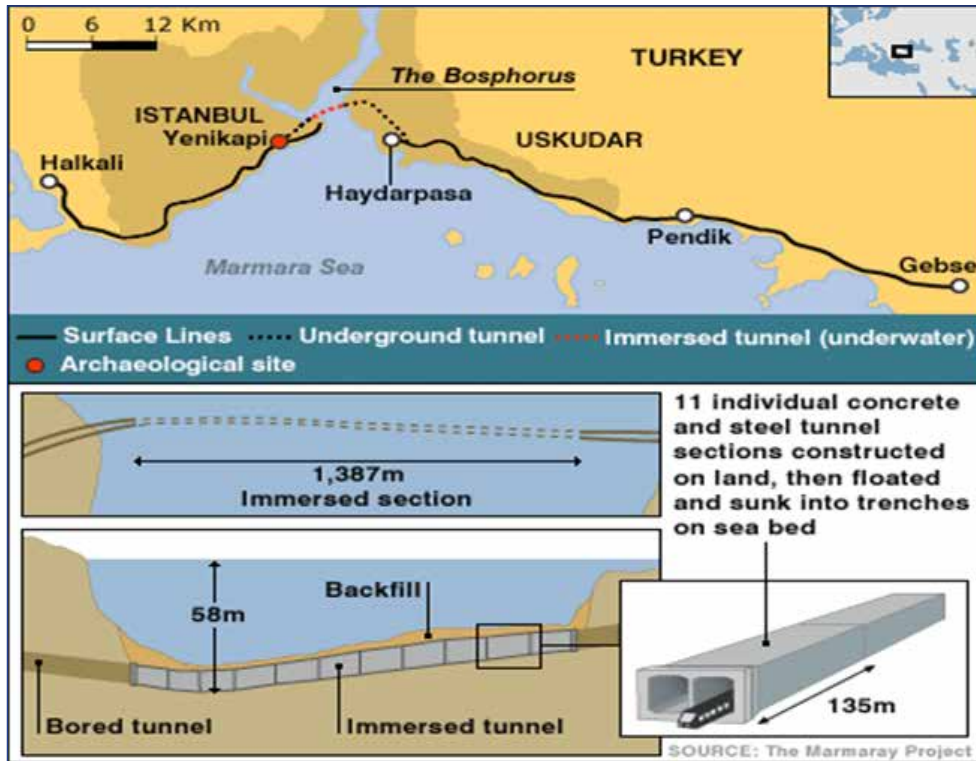 0 6 12 Km
The Bosphorus
TURKEY
ISTANBUL
Yenikapi
USKUDAR
Halkali
Haydarpasa
Pendik
Marmara Sea
Gebse
Surface Lines
Underground tunnel
Immersed tunnel (underwater)
Archaeological site
1,387m
Immersed section
11 individual concrete
and steel tunnel
sections constructed
on land, then floated
and sunk into trenches
on sea bed
58m
Backfill
Bored tunnel
Immersed tunnel
135m
SOURCE: The Marmaray Project